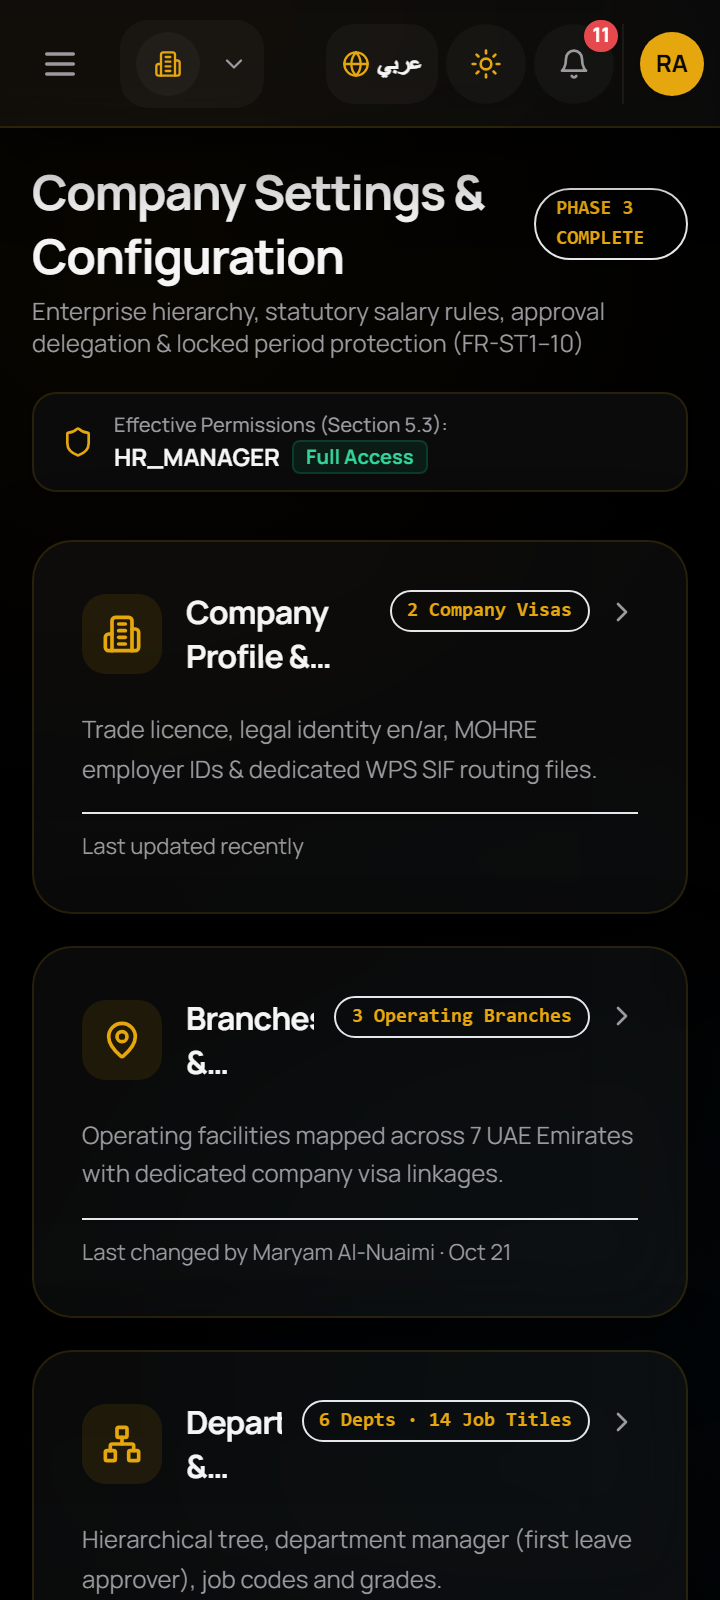 عربي
11
RA
Company Settings &
Configuration
PHASE 3
COMPLETE
Enterprise hierarchy, statutory salary rules, approval
delegation & locked period protection (FR-ST1–10)
Effective Permissions (Section 5.3):
HR_MANAGER Full Access
Company
Profile &...
2 Company Visas
Trade licence, legal identity en/ar, MOHRE
employer IDs & dedicated WPS SIF routing files.
Last updated recently
Branches
&...
3 Operating Branches
Operating facilities mapped across 7 UAE Emirates
with dedicated company visa linkages.
Last changed by Maryam Al-Nuaimi · Oct 21
Depart
&...
6 Depts · 14 Job Titles
Hierarchical tree, department manager (first leave
approver), job codes and grades.